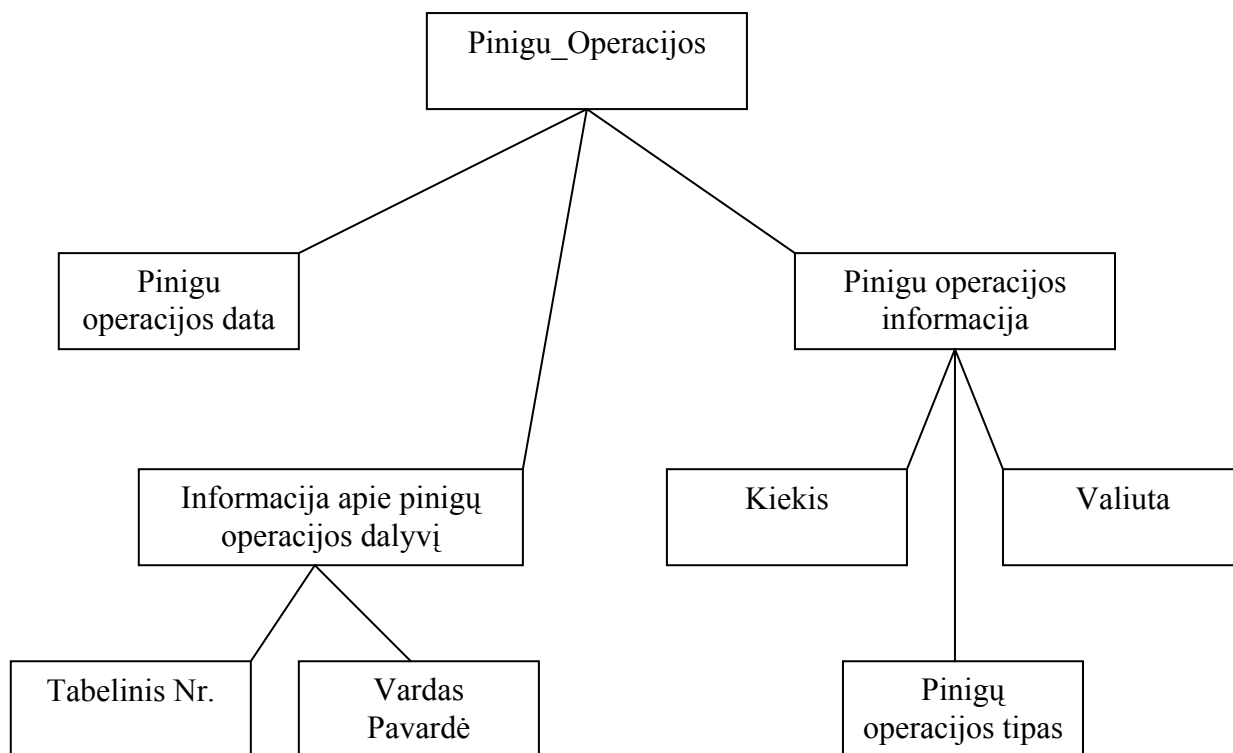 Pinigu_Operacijos
Pinigu
operacijos data
Pinigu operacijos
informacija
Informacija apie pinigų
operacijos dalyvį
Kiekis
Valiuta
Tabelinis Nr.
Vardas
Pavardė
Pinigų
operacijos tipas